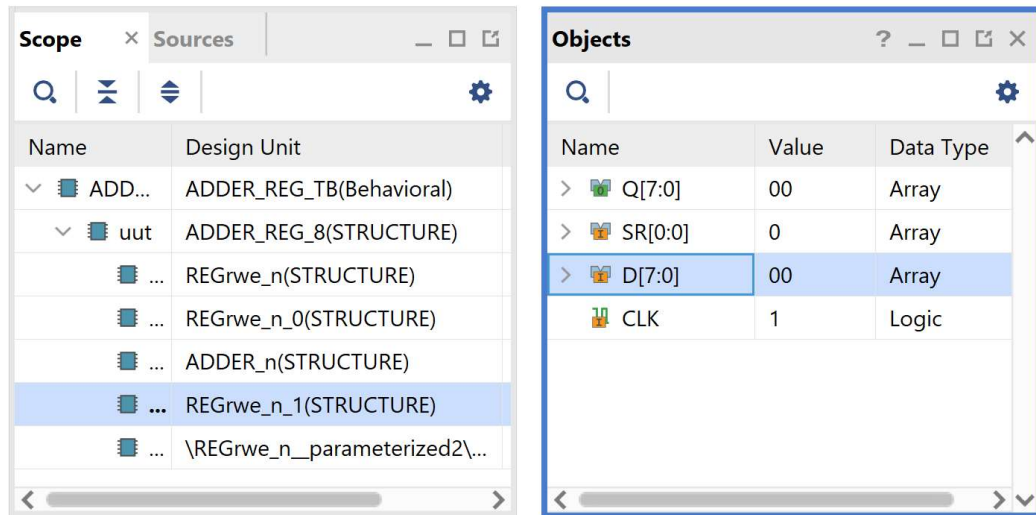 Scope × Sources
Name Design Unit
ADD... ADDER_REG_TB(Behavioral)
uut ADDER_REG_8(STRUCTURE)
... REGrwe_n(STRUCTURE)
... REGrwe_n_0(STRUCTURE)
... ADDER_n(STRUCTURE)
... REGrwe_n_1(STRUCTURE)
... \REGrwe_n__parameterized2\...
Objects ?
Name Value Data Type
Q[7:0] 00 Array
SR[0:0] 0 Array
D[7:0] 00 Array
CLK 1 Logic